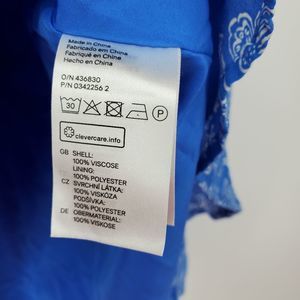 Made in China
Fabricado en China
Fabriqué en Chine
Hecho en China
O/N 436830
P/N 0342256 2
30
P
clevercare.info
GB SHELL:
100% VISCOSE
LINING:
100% POLYESTER
CZ SVRCHNÍ LÁTKA:
100% VISKÓZA
PODŠÍVKA:
100% POLYESTER
DE OBERMATERIAL:
100% VISKOSE